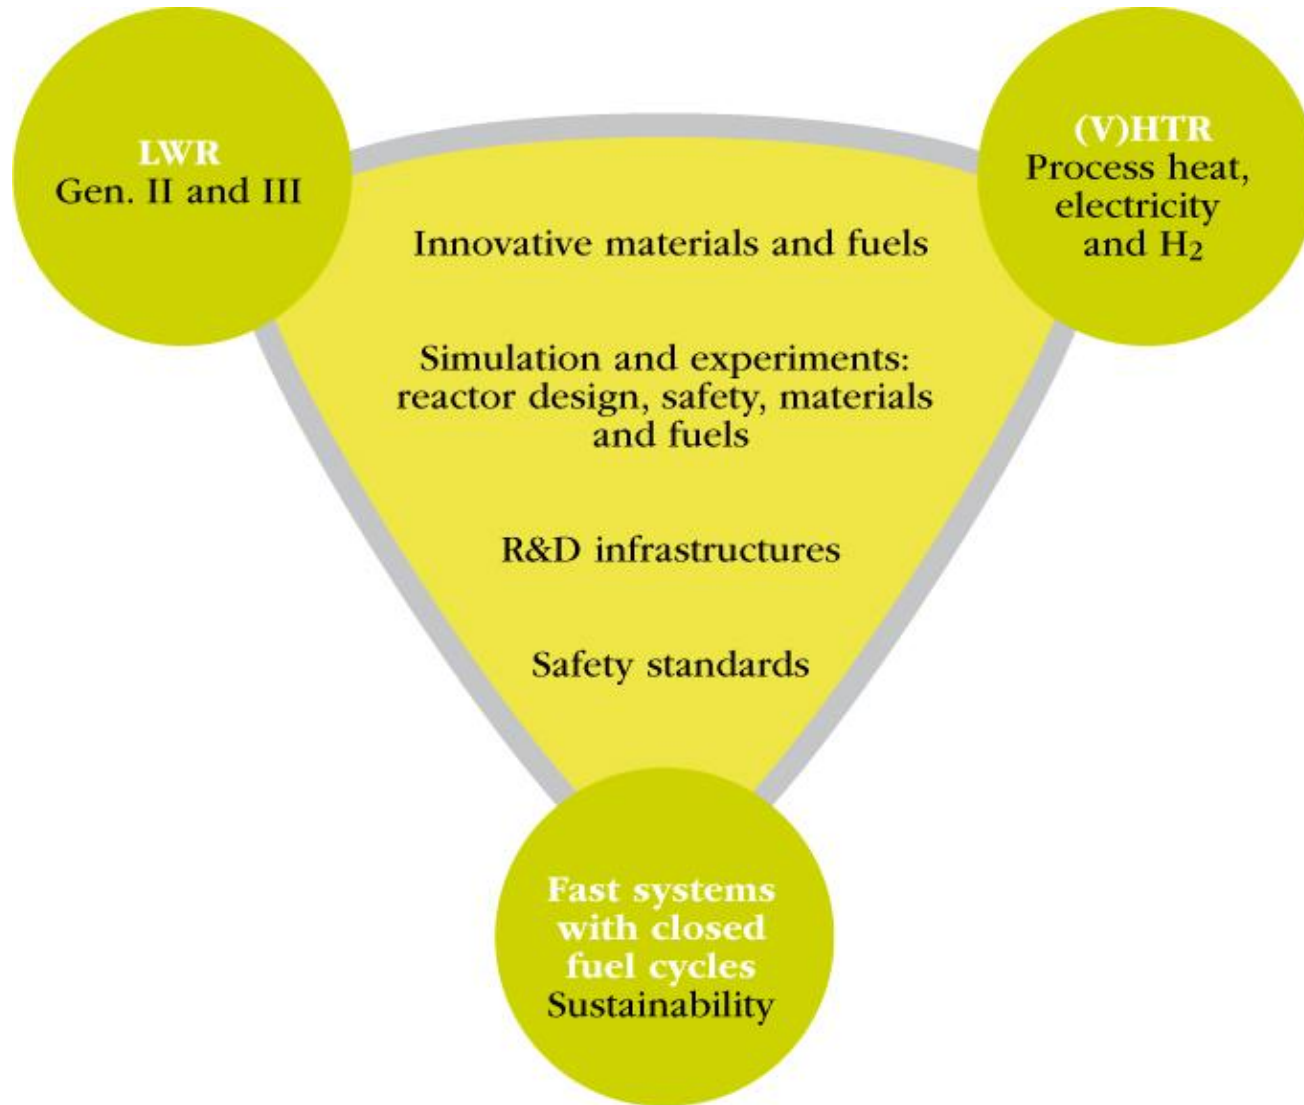 LWR
Gen. II and III
(V)HTR
Process heat,
electricity
and H₂
Innovative materials and fuels
Simulation and experiments:
reactor design, safety, materials
and fuels
R&D infrastructures
Safety standards
Fast systems
with closed
fuel cycles
Sustainability